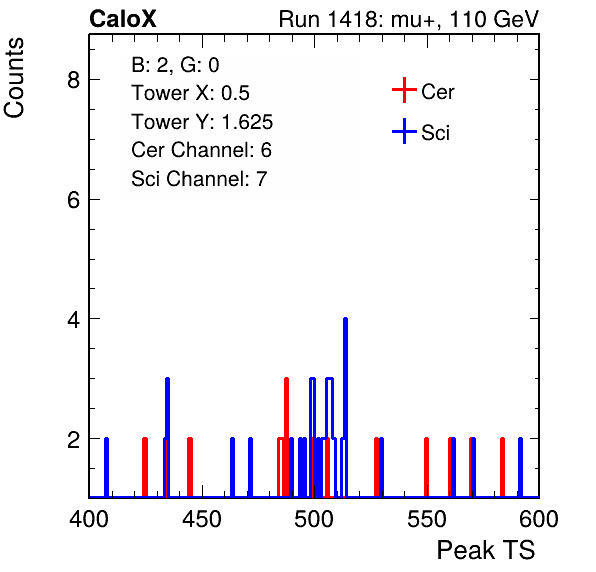 CaloX Run 1418: mu+, 110 GeV
Counts
B: 2, G: 0
Tower X: 0.5
Tower Y: 1.625
Cer Channel: 6
Sci Channel: 7
Cer
Sci
8
6
4
2
400 450 500 550 600
Peak TS